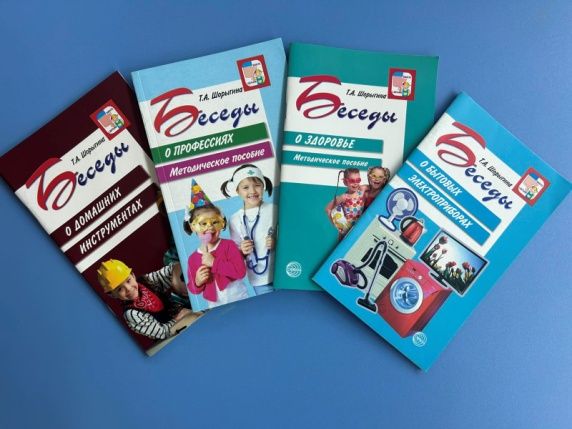 Т.А. Шорыгина
Беседы
О ДОМАШНИХ
ИНСТРУМЕНТАХ
Т.А. Шорыгина
Беседы
О ПРОФЕССИЯХ
Методическое пособие
Т.А. Шорыгина
Беседы
О ЗДОРОВЬЕ
Методическое пособие
Т.А. Шорыгина
Беседы
О БЫТОВЫХ
ЭЛЕКТРОПРИБОРАХ